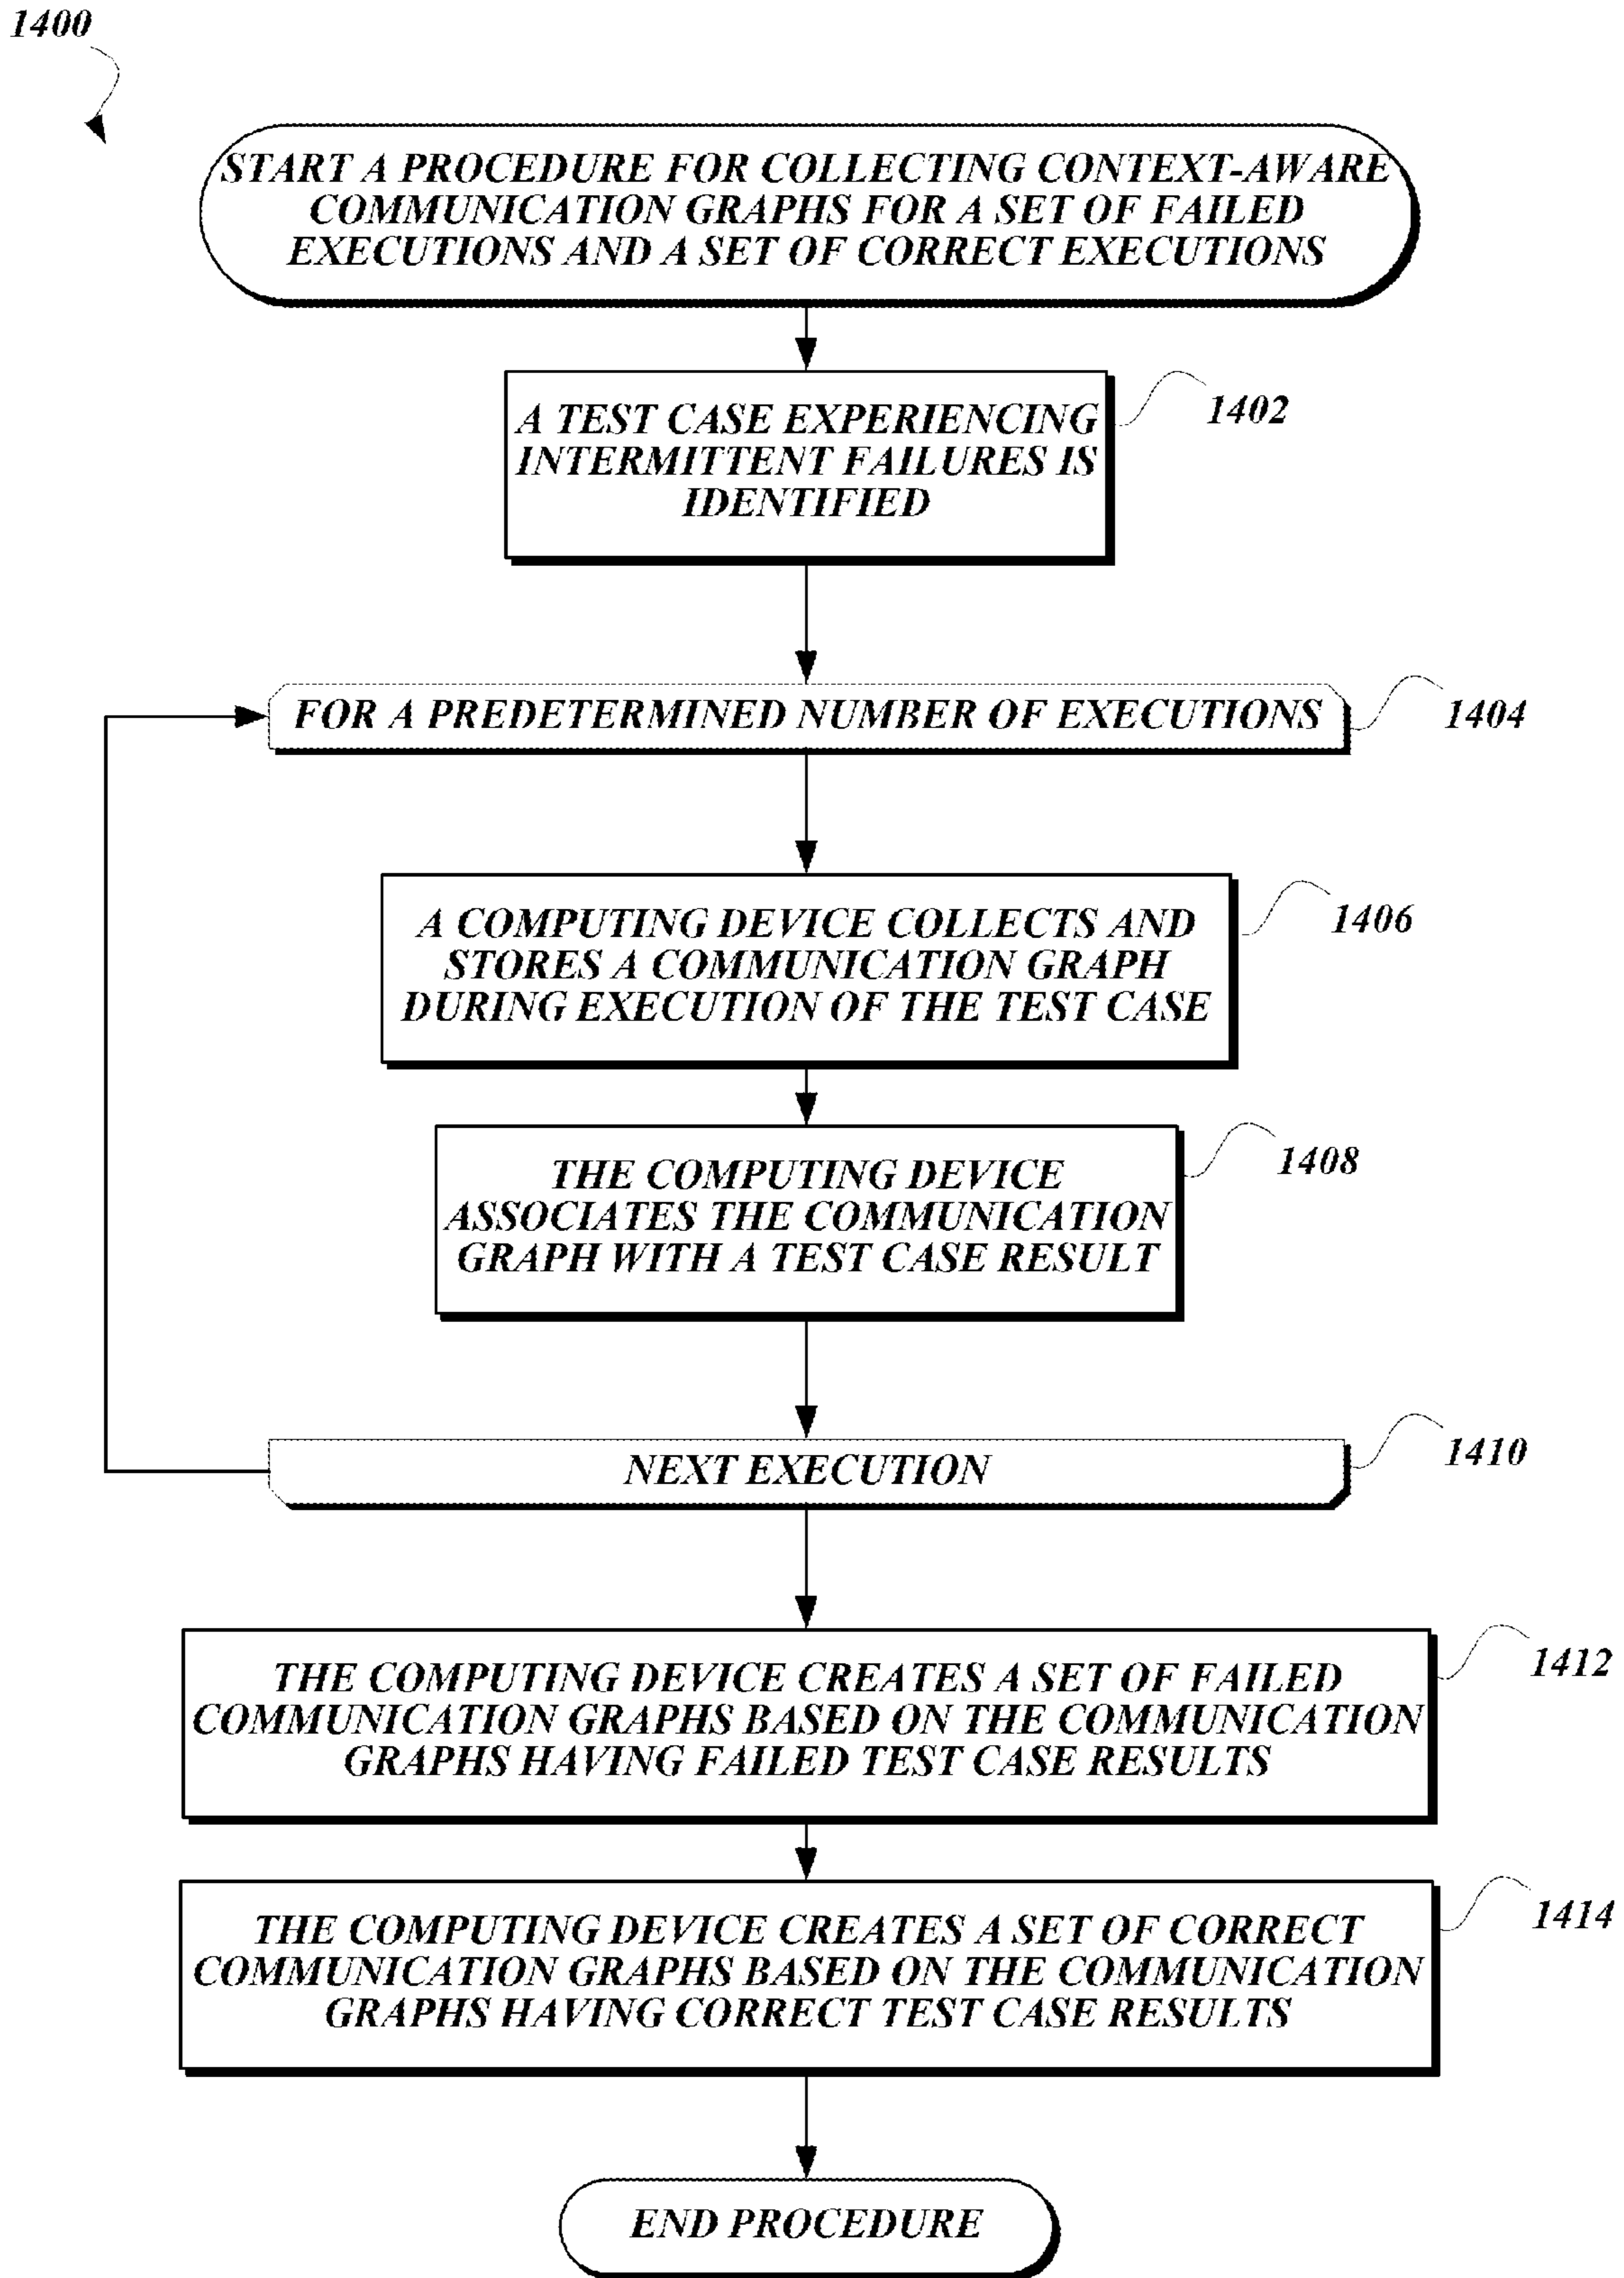 1400
START A PROCEDURE FOR COLLECTING CONTEXT-AWARE
COMMUNICATION GRAPHS FOR A SET OF FAILED
EXECUTIONS AND A SET OF CORRECT EXECUTIONS
A TEST CASE EXPERIENCING
INTERMITTENT FAILURES IS
IDENTIFIED
1402
FOR A PREDETERMINED NUMBER OF EXECUTIONS
1404
A COMPUTING DEVICE COLLECTS AND
STORES A COMMUNICATION GRAPH
DURING EXECUTION OF THE TEST CASE
1406
THE COMPUTING DEVICE
ASSOCIATES THE COMMUNICATION
GRAPH WITH A TEST CASE RESULT
1408
NEXT EXECUTION
1410
THE COMPUTING DEVICE CREATES A SET OF FAILED
COMMUNICATION GRAPHS BASED ON THE COMMUNICATION
GRAPHS HAVING FAILED TEST CASE RESULTS
1412
THE COMPUTING DEVICE CREATES A SET OF CORRECT
COMMUNICATION GRAPHS BASED ON THE COMMUNICATION
GRAPHS HAVING CORRECT TEST CASE RESULTS
1414
END PROCEDURE